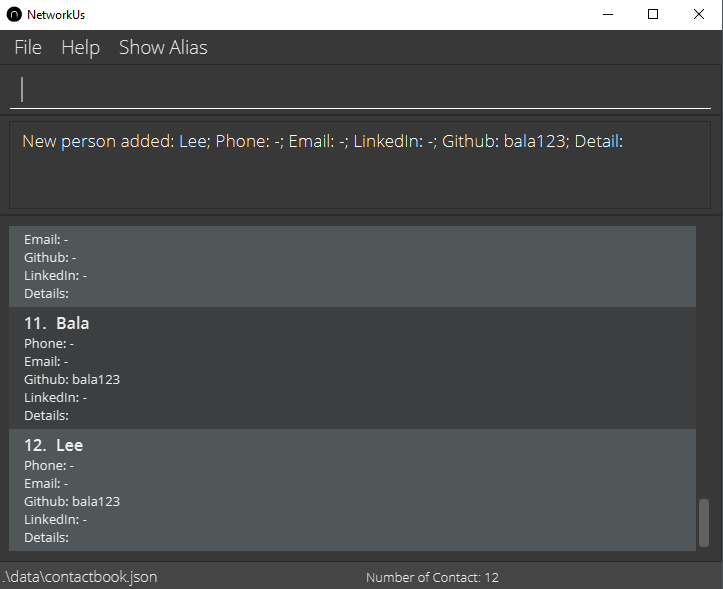 NetworkUs
File Help Show Alias
New person added: Lee; Phone: -; Email: -; LinkedIn: -; Github: bala123; Detail:
Email: -
Github: -
LinkedIn: -
Details:
11. Bala
Phone: -
Email: -
Github: bala123
LinkedIn: -
Details:
12. Lee
Phone: -
Email: -
Github: bala123
LinkedIn: -
Details:
.\data\contactbook.json Number of Contact: 12